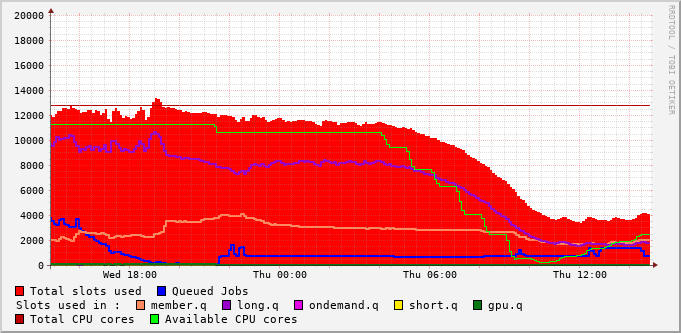 20000
18000
16000
14000
12000
10000
8000
6000
4000
2000
0
Wed 18:00 Thu 00:00 Thu 06:00 Thu 12:00
RRDTOOL / TOBI OETIKER
Total slots used Queued Jobs
Slots used in : member.q long.q ondemand.q short.q gpu.q
Total CPU cores Available CPU cores